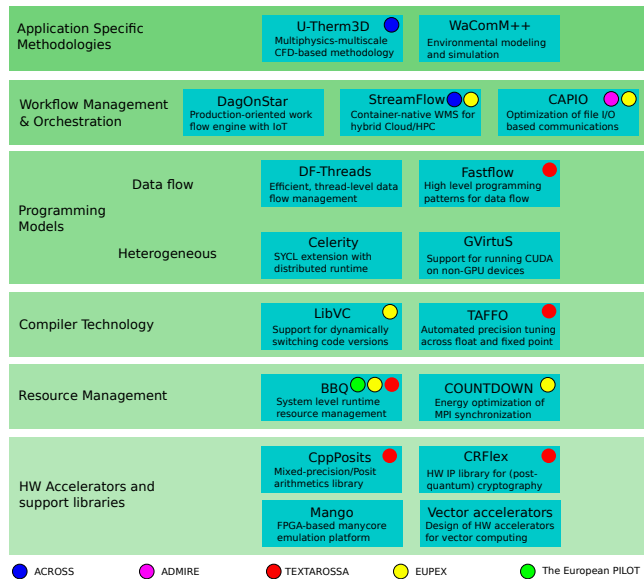 Application Specific
Methodologies
U-Therm3D
Multiphysics-multiscale
CFD-based methodology
WaComM++
Environmental modeling
and simulation
Workflow Management
& Orchestration
DagOnStar
Production-oriented work
flow engine with IoT
StreamFlow
Container-native WMS for
hybrid Cloud/HPC
CAPIO
Optimization of file I/O
based communications
Programming
Models
Data flow
DF-Threads
Efficient, thread-level data
flow management
Fastflow
High level programming
patterns for data flow
Heterogeneous
Celerity
SYCL extension with
distributed runtime
GVirtuS
Support for running CUDA
on non-GPU devices
Compiler Technology
LibVC
Support for dynamically
switching code versions
TAFFO
Automated precision tuning
across float and fixed point
Resource Management
BBQ
System level runtime
resource management
COUNTDOWN
Energy optimization of
MPI synchronization
HW Accelerators and
support libraries
CppPosits
Mixed-precision/Posit
arithmetics library
CRFlex
HW IP library for (post-
quantum) cryptography
Mango
FPGA-based manycore
emulation platform
Vector accelerators
Design of HW accelerators
for vector computing
ACROSS
ADMIRE
TEXTAROSSA
EUPEX
The European PILOT